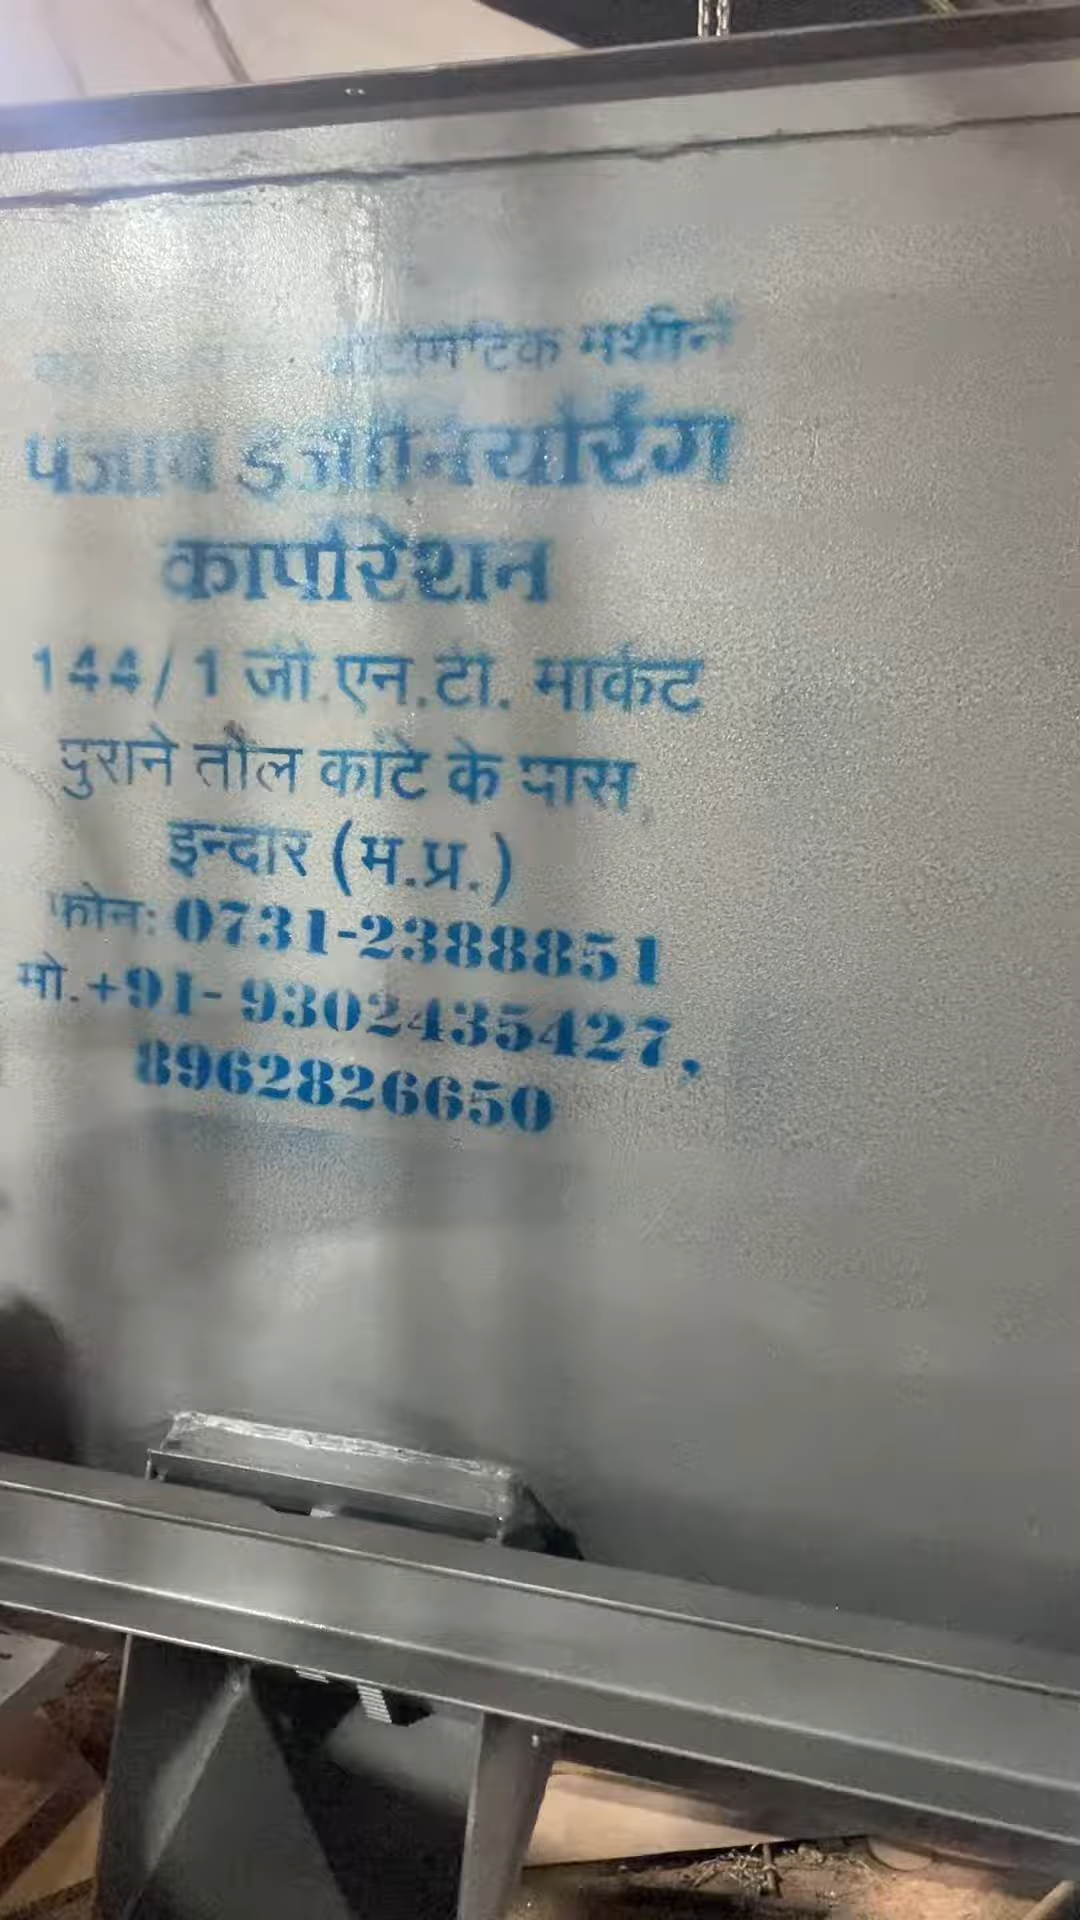 ऑटोमेटिक मशीनें
पंजाब इंजीनियरिंग
कार्पोरेशन
144/1 जी.एन.टी. मार्केट
पुराने तौल कांटे के पास
इन्दौर (म.प्र.)
फोन: 0731-2388851
मो.+91- 9302435427,
8962826650